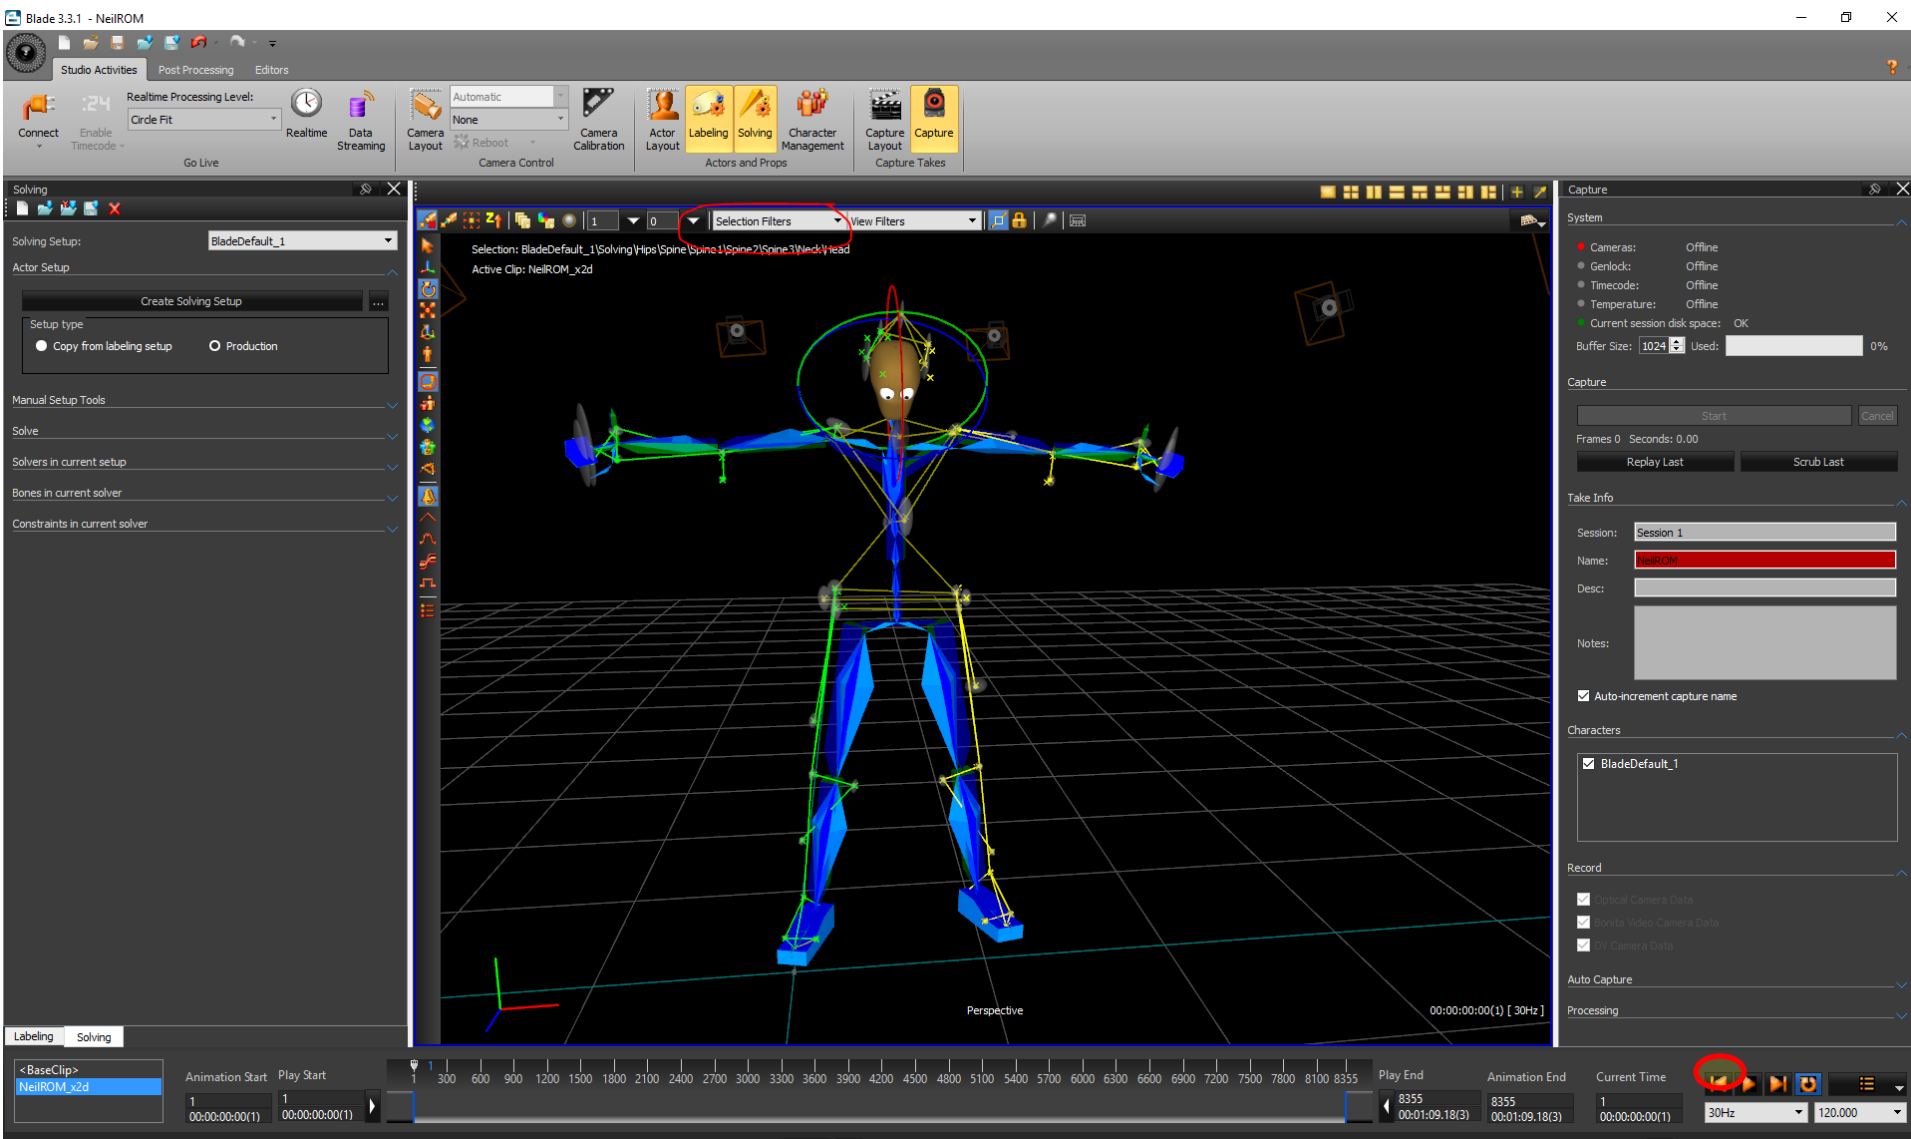 Blade 3.3.1 - NeilROM
Studio Activities Post Processing Editors
Connect
:24
Enable Timecode
Realtime Processing Level:
Circle Fit
Realtime
Data Streaming
Go Live
Camera Layout
Automatic
None
Reboot
Camera Calibration
Camera Control
Actor Layout
Labeling
Solving
Character Management
Actors and Props
Capture Layout
Capture
Capture Takes
Solving
Solving Setup: BladeDefault_1
Actor Setup
Create Solving Setup ...
Setup type
Copy from labeling setup Production
Manual Setup Tools
Solve
Solvers in current setup
Bones in current solver
Constraints in current solver
Labeling Solving
1 0 Selection Filters View Filters
Selection: BladeDefault_1\Solving\Hips\Spine\Spine1\Spine2\Spine3\Neck\Head
Active Clip: NeilROM_x2d
Perspective
00:00:00:00(1) [ 30Hz ]
Capture
System
Cameras: Offline
Genlock: Offline
Timecode: Offline
Temperature: Offline
Current session disk space: OK
Buffer Size: 1024 Used: 0%
Capture
Start Cancel
Frames 0 Seconds: 0.00
Replay Last Scrub Last
Take Info
Session: Session 1
Name: NeilROM
Desc:
Notes:
Auto-increment capture name
Characters
BladeDefault_1
Record
Optical Camera Data
Bonita Video Camera Data
DV Camera Data
Auto Capture
Processing
<BaseClip>
NeilROM_x2d
Animation Start
1
00:00:00:00(1)
Play Start
1
00:00:00:00(1)
1
1 300 600 900 1200 1500 1800 2100 2400 2700 3000 3300 3600 3900 4200 4500 4800 5100 5400 5700 6000 6300 6600 6900 7200 7500 7800 8100 8355
Play End
8355
00:01:09.18(3)
Animation End
8355
00:01:09.18(3)
Current Time
1
00:00:00:00(1)
30Hz 120.000